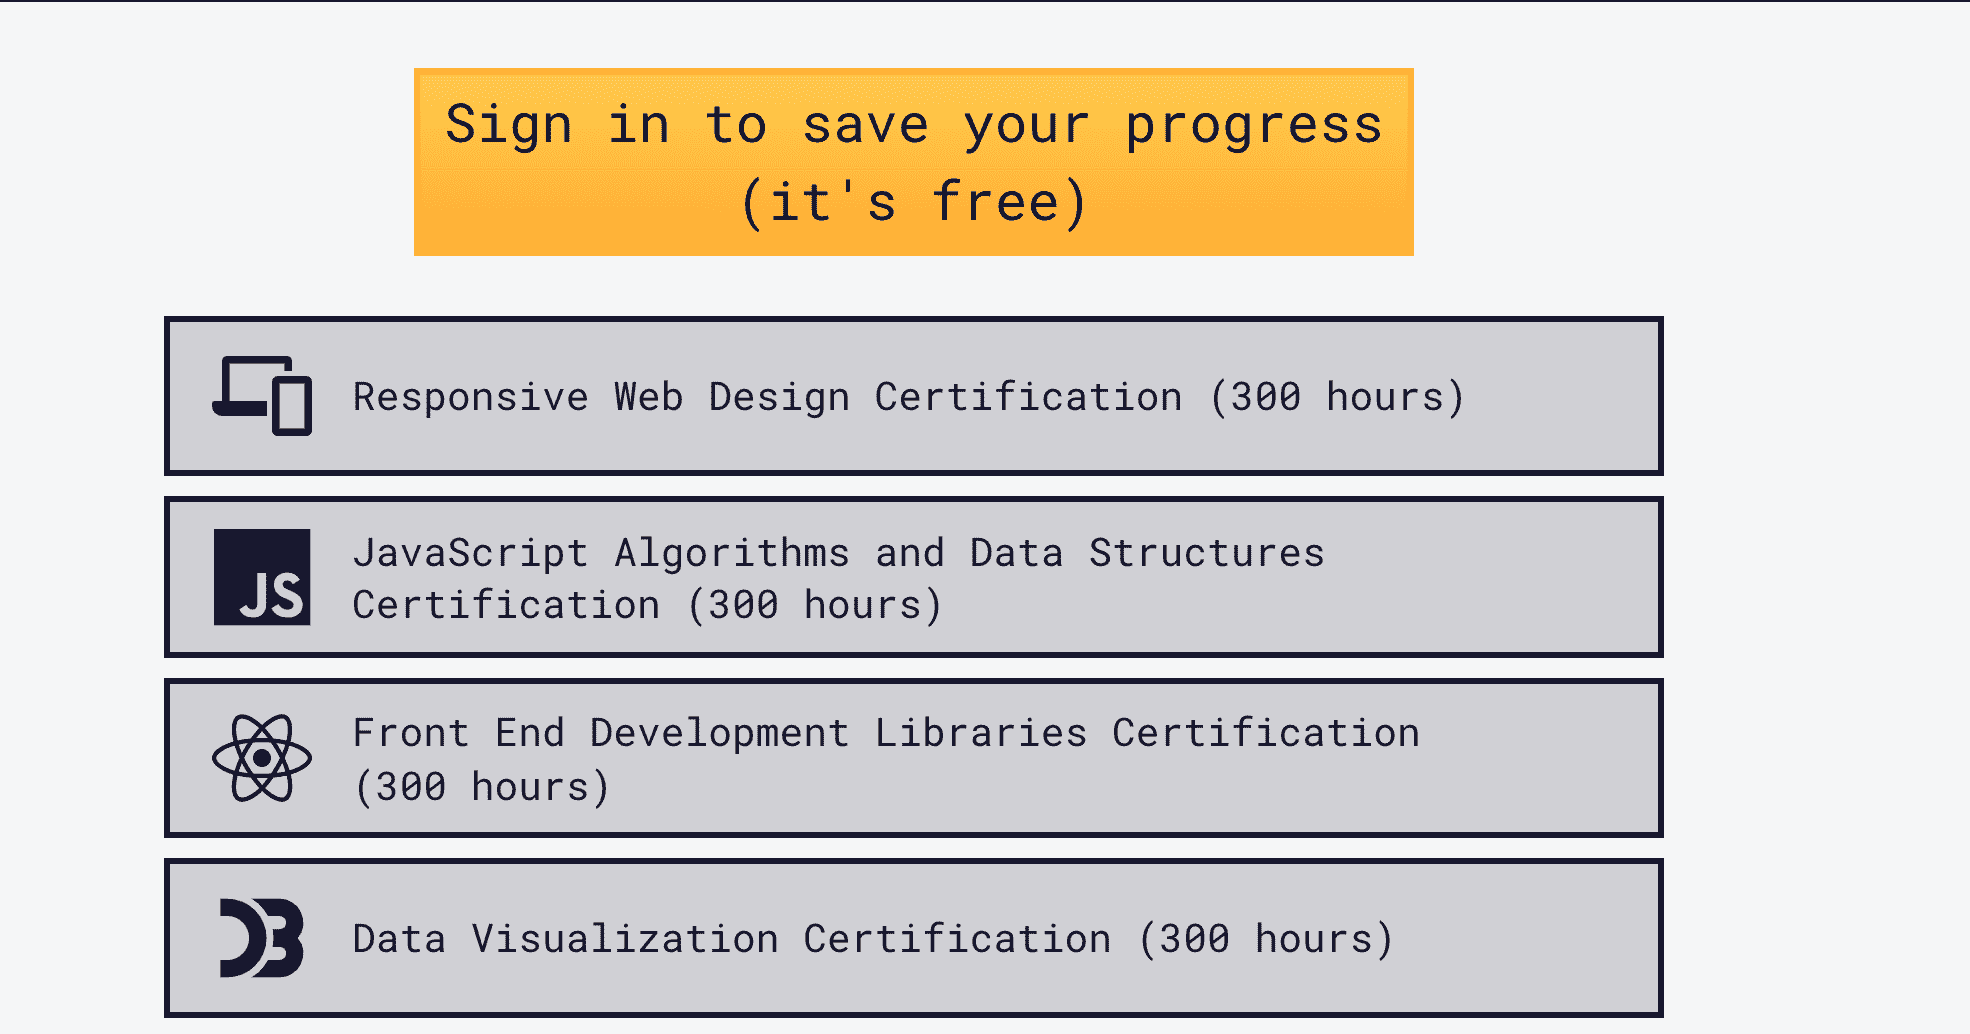 Sign in to save your progress
(it's free)
Responsive Web Design Certification (300 hours)
JS
JavaScript Algorithms and Data Structures
Certification (300 hours)
Front End Development Libraries Certification
(300 hours)
Data Visualization Certification (300 hours)